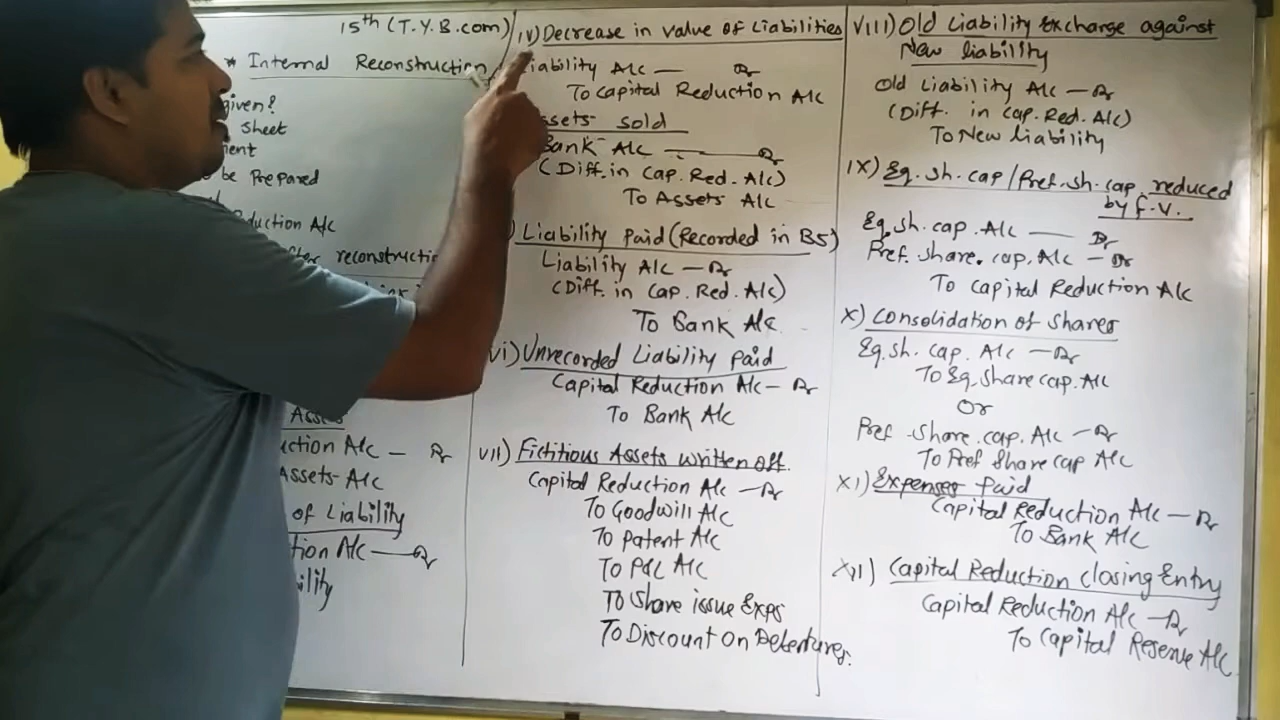 15th (T.Y.B.com)
* Internal Reconstruction
given?
sheet
be Prepared
A/c
reconstructio
Assets
A/c — Dr
Assets A/c
of Liability
A/c — Dr
iv) Decrease in value of Liabilities
Liability A/c — Dr
To Capital Reduction A/c
Assets sold
Bank A/c — Dr
(Diff. in Cap. Red. A/c)
To Assets A/c
) Liability Paid (Recorded in BS)
Liability A/c — Dr
(Diff. in Cap. Red. A/c)
To Bank A/c
vi) Unrecorded Liability paid
Capital Reduction A/c — Dr
To Bank A/c
vii) Fictitious Assets written off.
Capital Reduction A/c — Dr
To Goodwill A/c
To Patent A/c
To P&L A/c
To Share issue Exps
To Discount On Debentures.
VIII) Old Liability Exchange against
New liability
Old Liability A/c — Dr
(Diff. in Cap. Red. A/c)
To New liability
IX) Eq. Sh. Cap / Pref. Sh. cap. reduced
by F.V.
Eq. sh. cap. A/c — Dr
Pref. share. cap. A/c — Dr
To Capital Reduction A/c
X) Consolidation of Shares
Eq. sh. cap. A/c — Dr
To Eq. Share cap. A/c
Or
Pref. Share. cap. A/c — Dr
To Pref Share cap A/c
XI) Expenses Paid
Capital Reduction A/c — Dr
To Bank A/c
XII) Capital Reduction closing Entry
Capital Reduction A/c — Dr
To Capital Reserve A/c